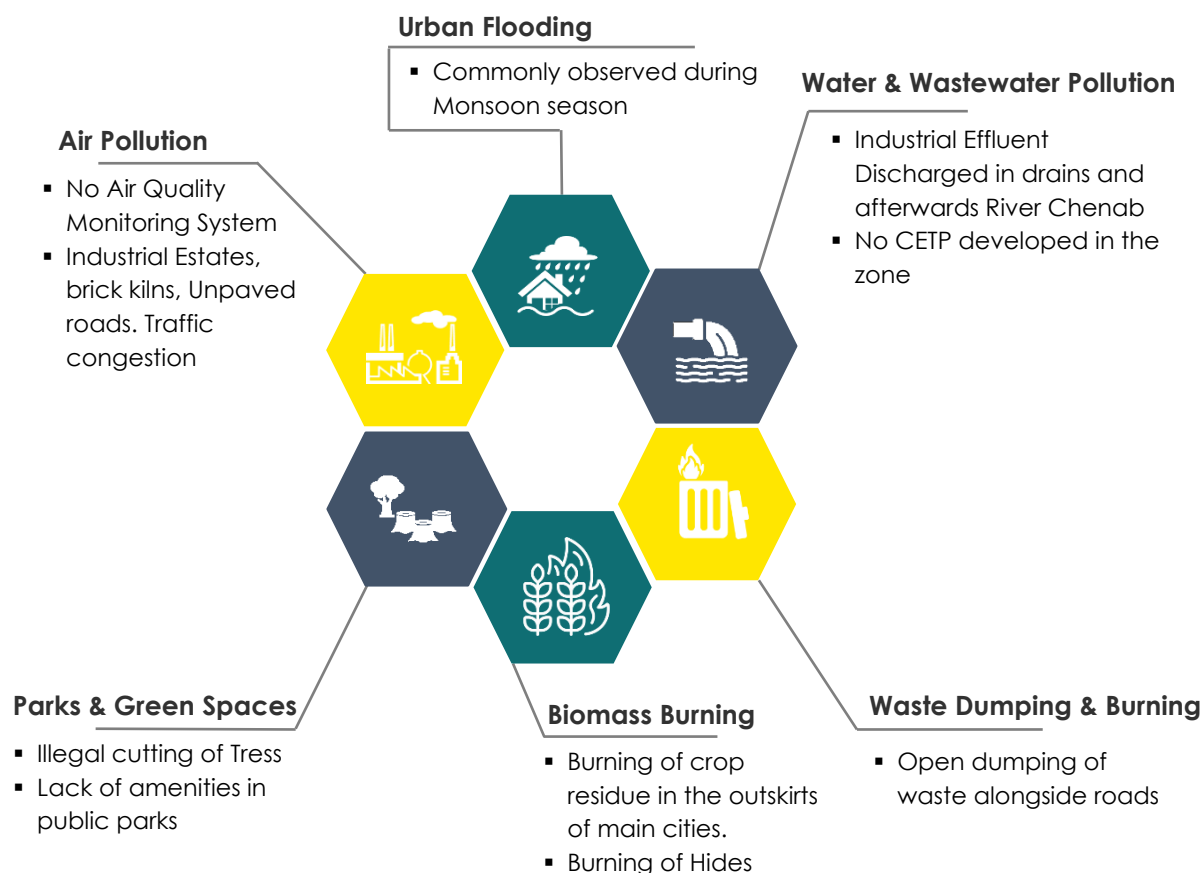 Urban Flooding
▪ Commonly observed during
Monsoon season
Water & Wastewater Pollution
▪ Industrial Effluent
Discharged in drains and
afterwards River Chenab
▪ No CETP developed in the
zone
Air Pollution
▪ No Air Quality
Monitoring System
▪ Industrial Estates,
brick kilns, Unpaved
roads. Traffic
congestion
Parks & Green Spaces
▪ Illegal cutting of Tress
▪ Lack of amenities in
public parks
Biomass Burning
▪ Burning of crop
residue in the outskirts
of main cities.
▪ Burning of Hides
Waste Dumping & Burning
▪ Open dumping of
waste alongside roads